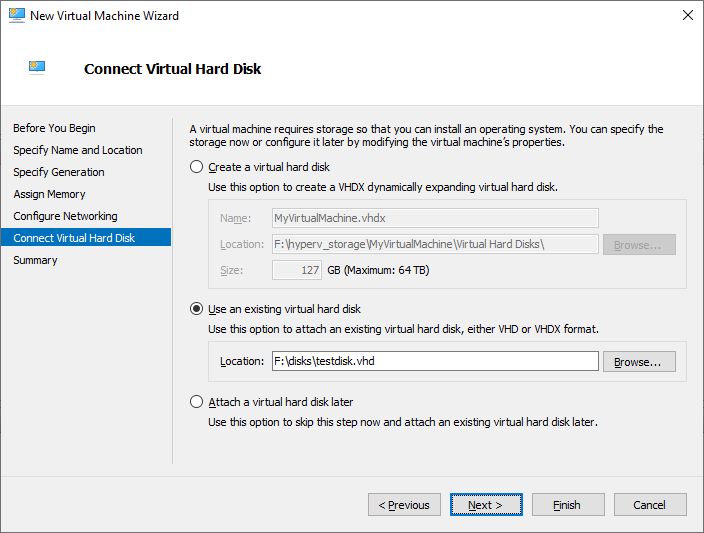 New Virtual Machine Wizard
Connect Virtual Hard Disk
Before You Begin
Specify Name and Location
Specify Generation
Assign Memory
Configure Networking
Connect Virtual Hard Disk
Summary
A virtual machine requires storage so that you can install an operating system. You can specify the
storage now or configure it later by modifying the virtual machine's properties.
Create a virtual hard disk
Use this option to create a VHDX dynamically expanding virtual hard disk.
Name: MyVirtualMachine.vhdx
Location: F:\hyperv_storage\MyVirtualMachine\Virtual Hard Disks\ Browse...
Size: 127 GB (Maximum: 64 TB)
Use an existing virtual hard disk
Use this option to attach an existing virtual hard disk, either VHD or VHDX format.
Location: F:\disks\testdisk.vhd Browse...
Attach a virtual hard disk later
Use this option to skip this step now and attach an existing virtual hard disk later.
< Previous Next > Finish Cancel